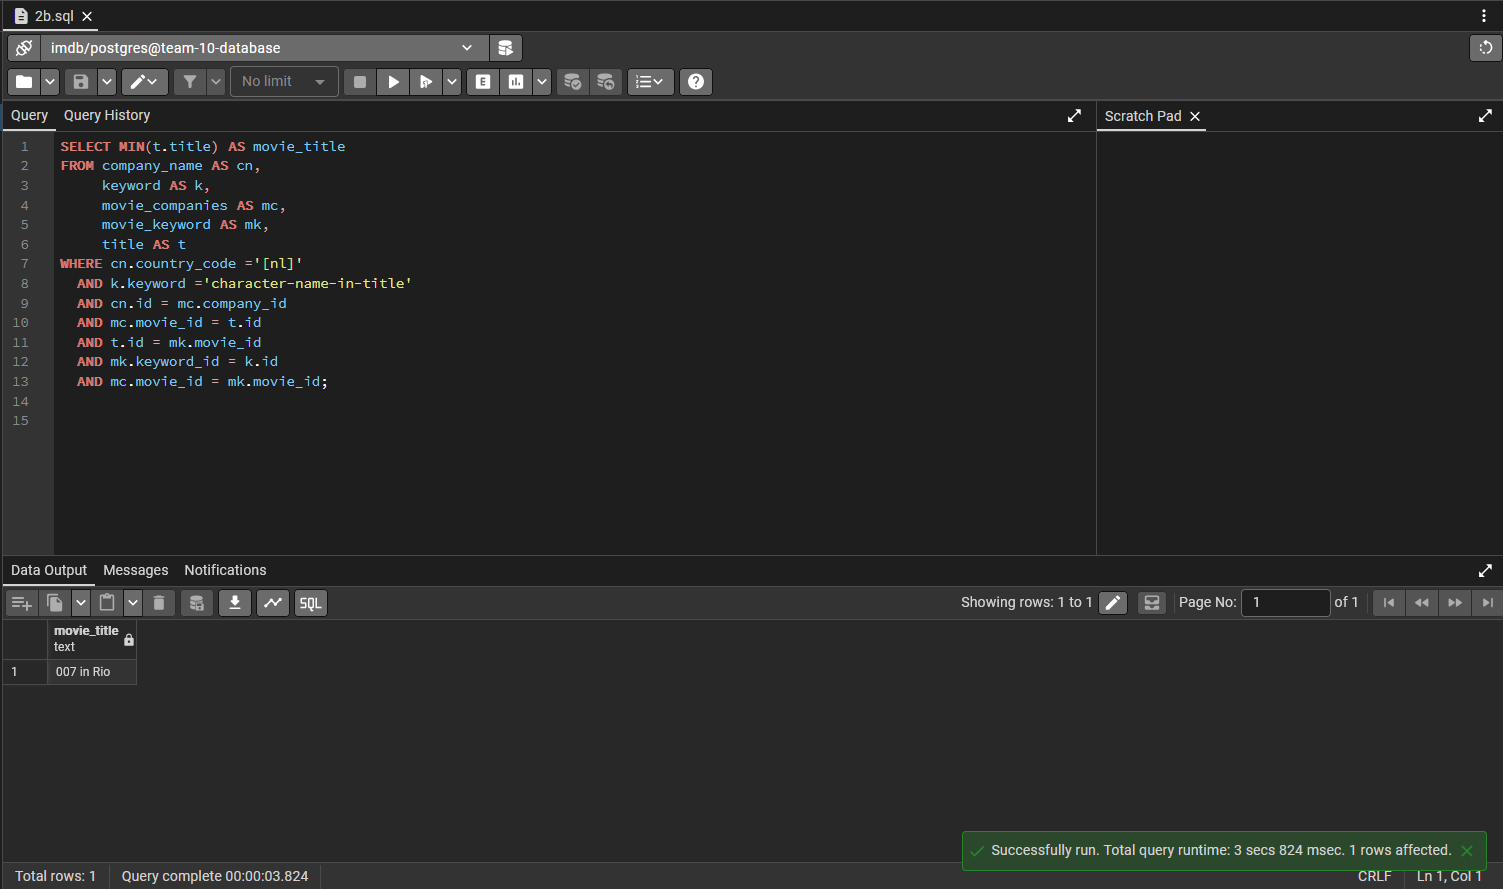 2b.sql
imdb/postgres@team-10-database
No limit
E
Query Query History
Scratch Pad
1 SELECT MIN(t.title) AS movie_title
2 FROM company_name AS cn,
3      keyword AS k,
4      movie_companies AS mc,
5      movie_keyword AS mk,
6      title AS t
7 WHERE cn.country_code ='[nl]'
8   AND k.keyword ='character-name-in-title'
9   AND cn.id = mc.company_id
10   AND mc.movie_id = t.id
11   AND t.id = mk.movie_id
12   AND mk.keyword_id = k.id
13   AND mc.movie_id = mk.movie_id;
14
15
Data Output Messages Notifications
SQL
Showing rows: 1 to 1
Page No: 1 of 1
movie_title
text
1 007 in Rio
Successfully run. Total query runtime: 3 secs 824 msec. 1 rows affected.
Total rows: 1 Query complete 00:00:03.824 CRLF Ln 1, Col 1